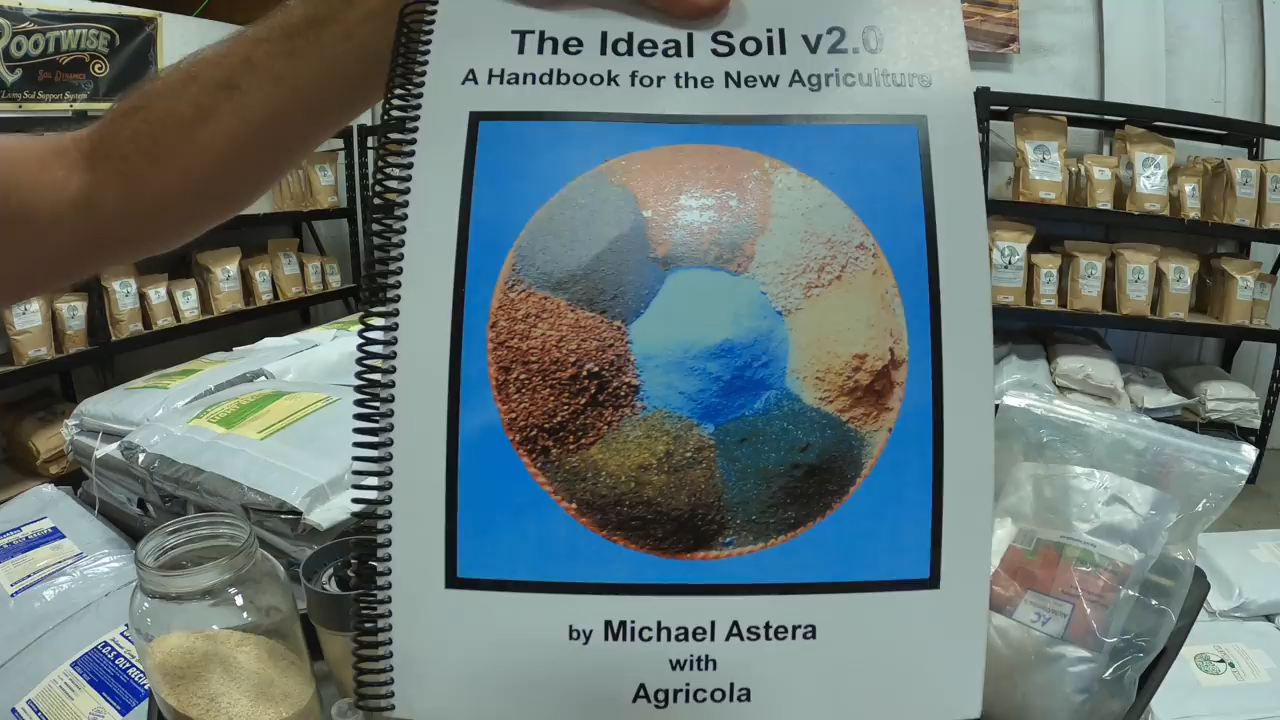 ROOTWISE
SOIL DYNAMICS
"Living Soil Support System"
The Ideal Soil v2.0
A Handbook for the New Agriculture
by Michael Astera
with
Agricola
L.O.S. OLY RECIP